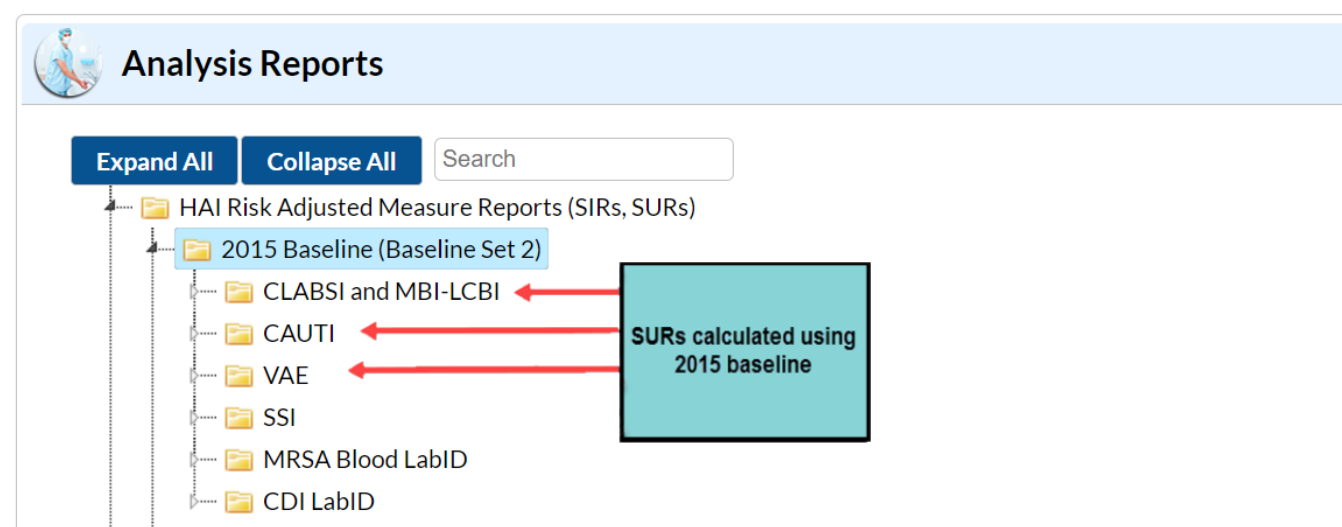 Analysis Reports
Expand All Collapse All Search
HAI Risk Adjusted Measure Reports (SIRs, SURs)
2015 Baseline (Baseline Set 2)
CLABSI and MBI-LCBI
CAUTI
VAE
SSI
MRSA Blood LabID
CDI LabID
SURs calculated using
2015 baseline